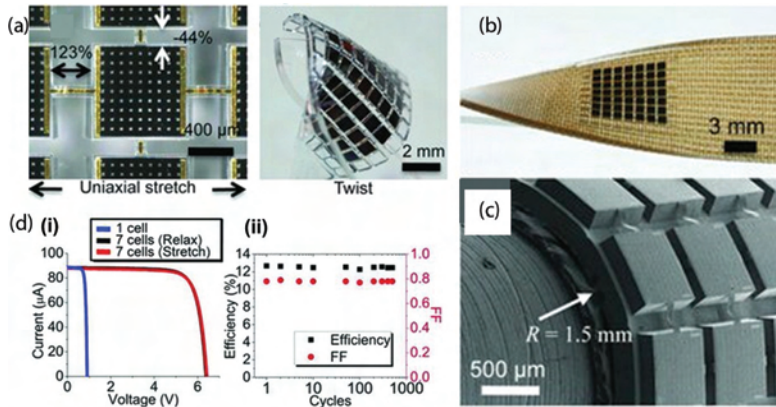 (a)
123%
-44%
400 µm
Uniaxial stretch
2 mm
Twist
(b)
3 mm
(c)
R = 1.5 mm
500 µm
(d)
(i)
1 cell
7 cells (Relax)
7 cells (Stretch)
100
80
60
40
20
0
Current (µA)
0 2 4 6
Voltage (V)
(ii)
14
12
10
8
6
4
2
0
Efficiency (%)
Efficiency
FF
1.0
0.8
0.6
0.4
0.2
0.0
FF
1 10 100 1000
Cycles